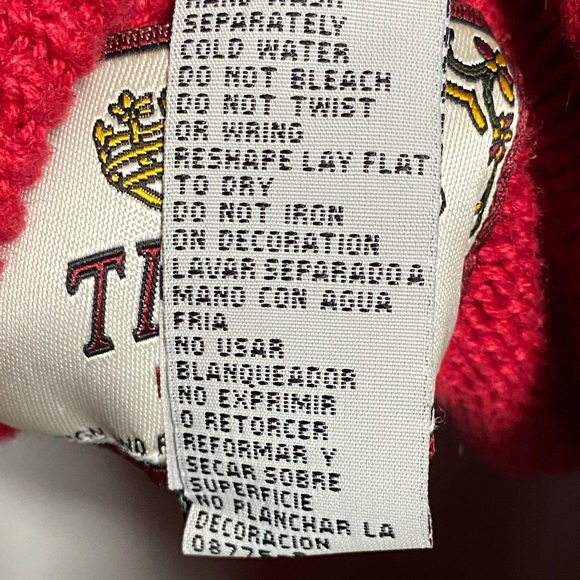 HAND WASH
SEPARATELY
COLD WATER
DO NOT BLEACH
DO NOT TWIST
OR WRING
RESHAPE LAY FLAT
TO DRY
DO NOT IRON
ON DECORATION
LAVAR SEPARADO A
MANO CON AGUA
FRIA
NO USAR
BLANQUEADOR
NO EXPRIMIR
O RETORCER
REFORMAR Y
SECAR SOBRE
SUPERFICIE
NO PLANCHAR LA
DECORACION